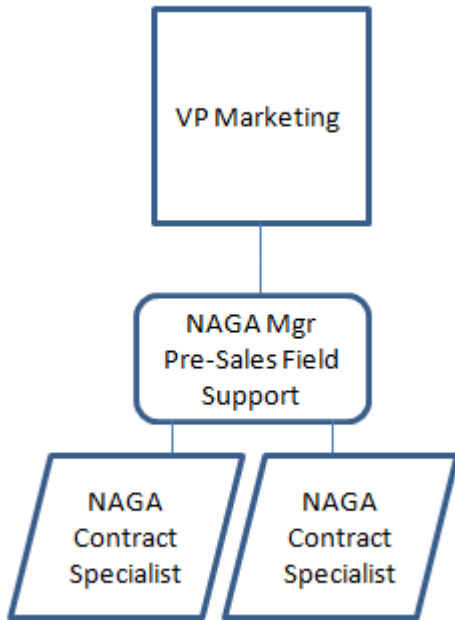 VP Marketing
NAGA Mgr
Pre-Sales Field
Support
NAGA
Contract
Specialist
NAGA
Contract
Specialist